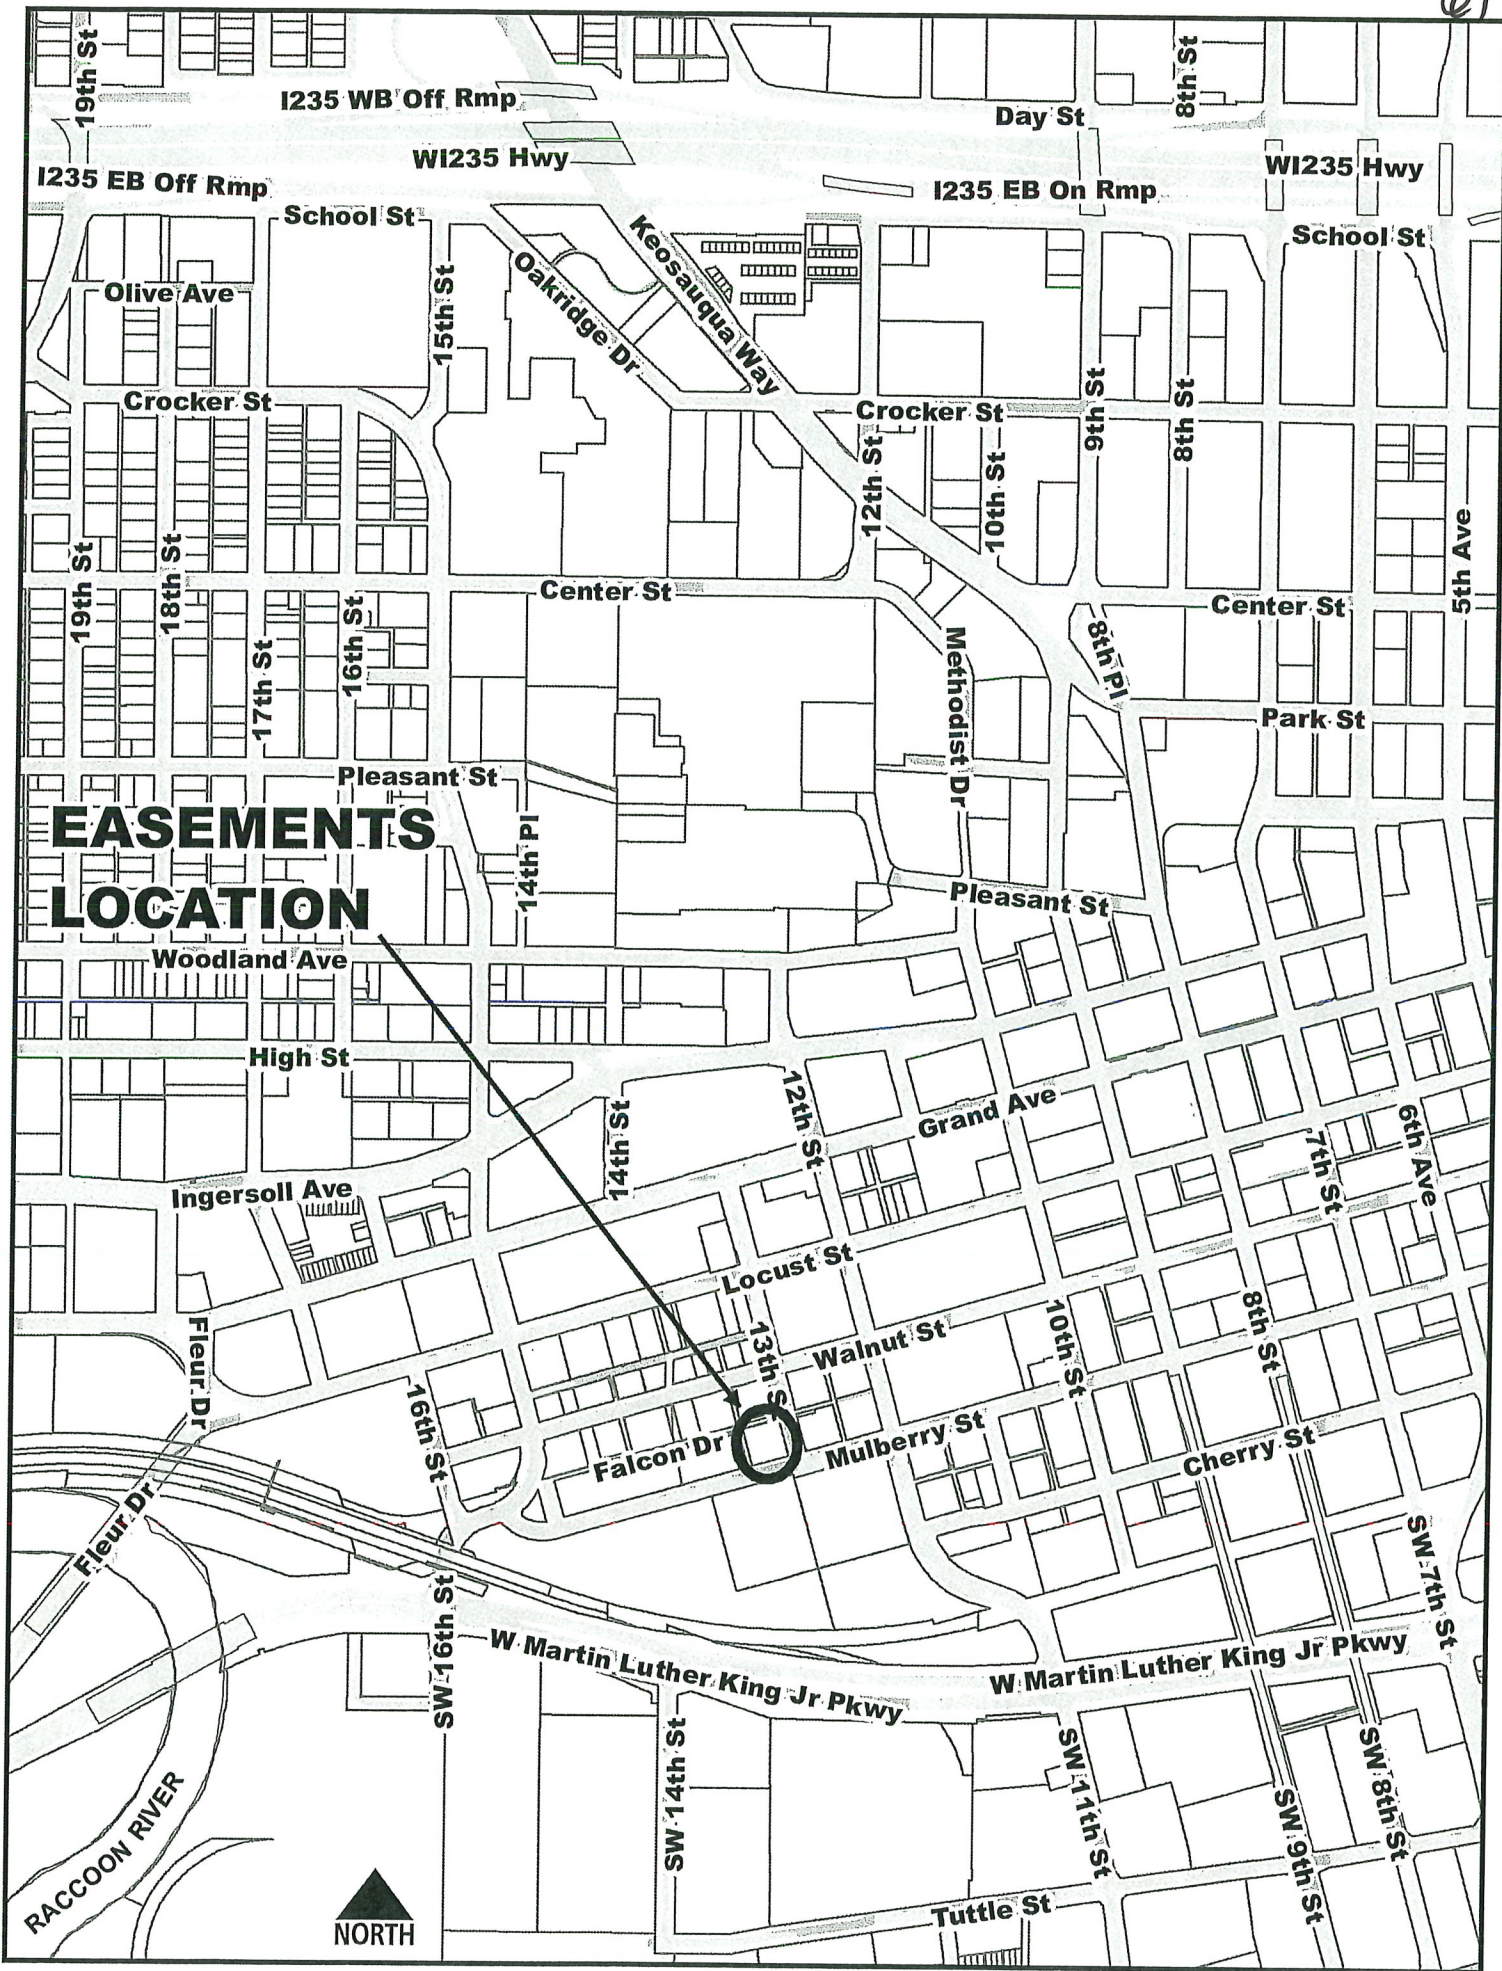 19th St
8th St
I235 WB Off Rmp
Day St
WI235 Hwy
WI235 Hwy
I235 EB Off Rmp
I235 EB On Rmp
School St
School St
Keosauqua Way
Oakridge Dr
Olive Ave
15th St
Crocker St
Crocker St
9th St
8th St
12th St
10th St
5th Ave
19th St
18th St
Center St
Center St
16th St
17th St
Methodist Dr
8th Pl
Park St
Pleasant St
EASEMENTS
LOCATION
14th Pl
Pleasant St
Woodland Ave
High St
12th St
Grand Ave
14th St
6th Ave
7th St
Ingersoll Ave
Locust St
Fleur Dr
13th S
Walnut St
10th St
8th St
16th St
Falcon Dr
Mulberry St
Cherry St
Fleur Dr
SW 7th St
SW 16th St
W Martin Luther King Jr Pkwy
W Martin Luther King Jr Pkwy
SW 14th St
SW 11th St
SW 9th St
SW 8th St
RACCOON RIVER
NORTH
Tuttle St